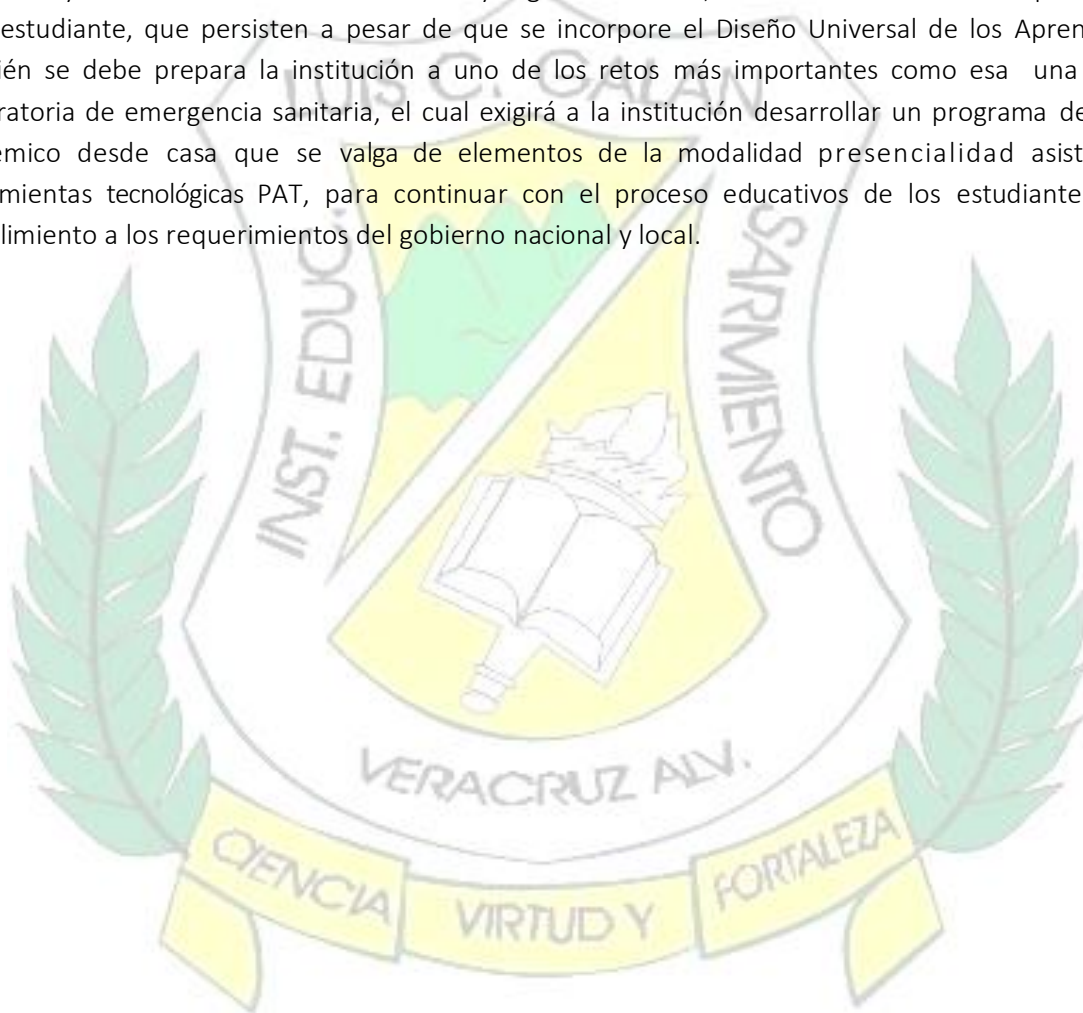 estudiante, que persisten a pesar de que se incorpore el Diseño Universal de los Apren
ién se debe prepara la institución a uno de los retos más importantes como esa una
ratoria de emergencia sanitaria, el cual exigirá a la institución desarrollar un programa de
émico desde casa que se valga de elementos de la modalidad presencialidad asist
mientas tecnológicas PAT, para continuar con el proceso educativos de los estudiante
limiento a los requerimientos del gobierno nacional y local.
LUIS C. GALAN
INST. EDUC.
SARMIENTO
VERACRUZ ALV.
CIENCIA
VIRTUD Y
FORTALEZA